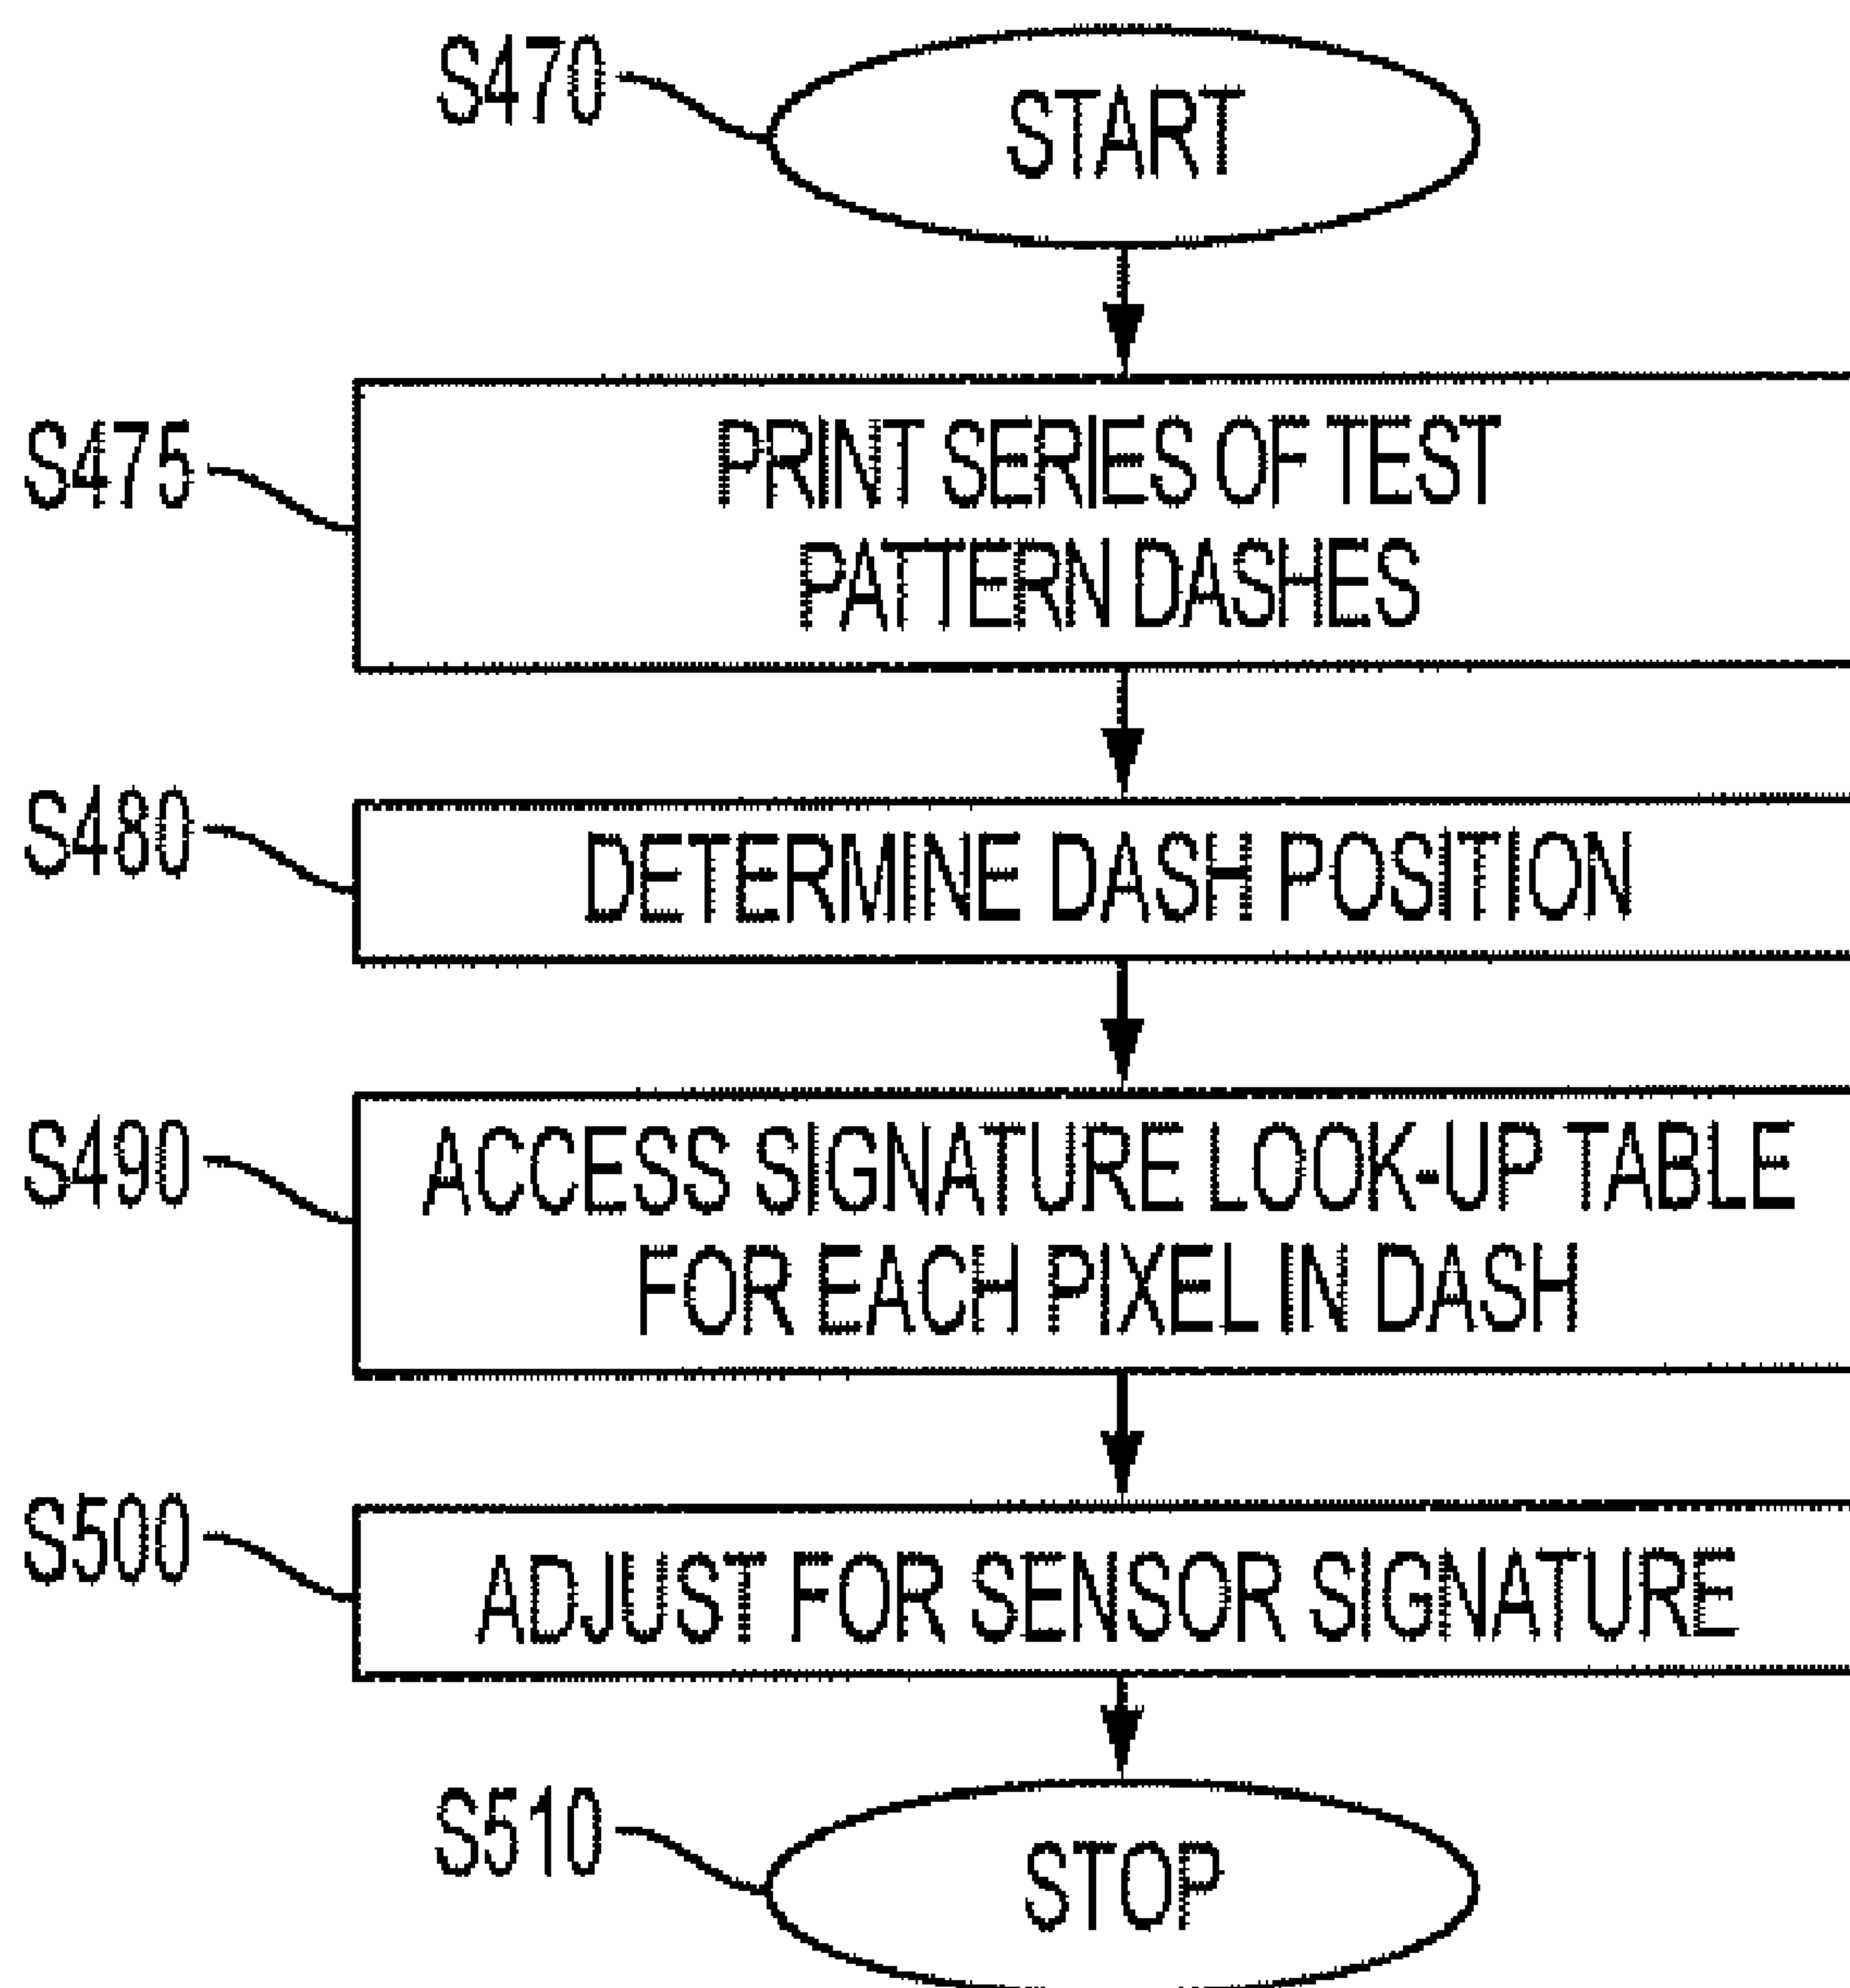 S470
START
S475
PRINT SERIES OF TEST
PATTERN DASHES
S480
DETERMINE DASH POSITION
S490
ACCESS SIGNATURE LOOK-UP TABLE
FOR EACH PIXEL IN DASH
S500
ADJUST FOR SENSOR SIGNATURE
S510
STOP